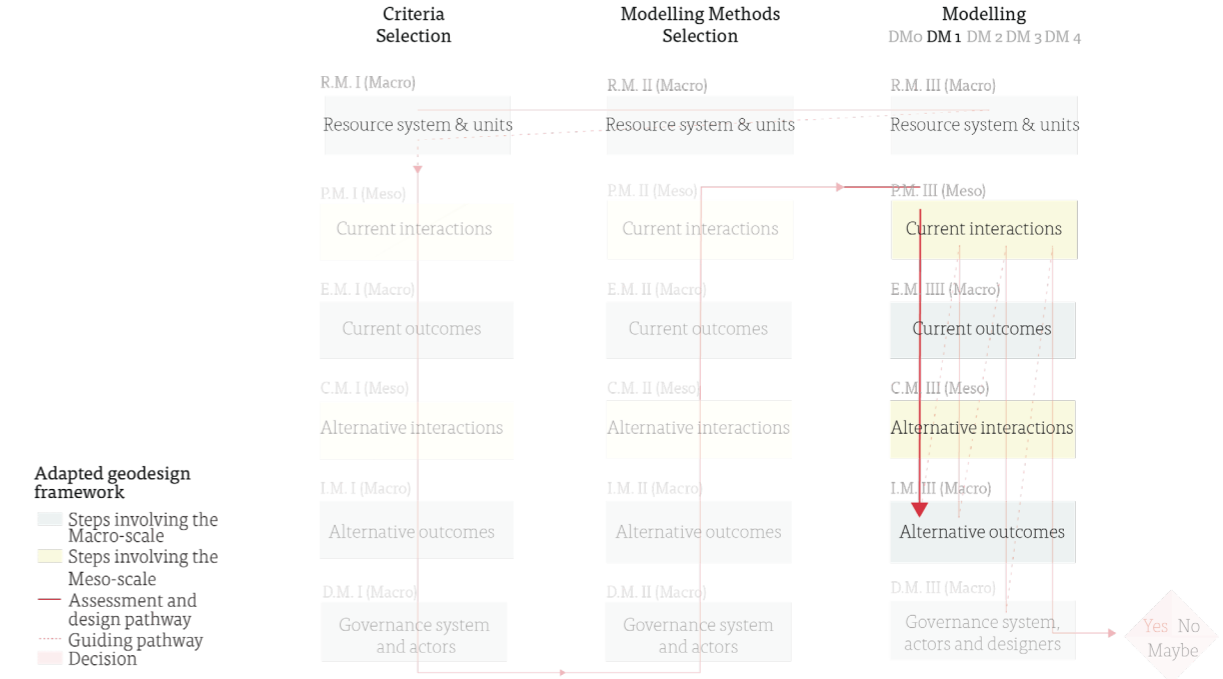 Criteria
Selection
Modelling Methods
Selection
Modelling
DM0 DM 1 DM 2 DM 3 DM 4
R.M. I (Macro)
Resource system & units
R.M. II (Macro)
Resource system & units
R.M. III (Macro)
Resource system & units
P.M. I (Meso)
Current interactions
P.M. II (Meso)
Current interactions
P.M. III (Meso)
Current interactions
E.M. I (Macro)
Current outcomes
E.M. II (Macro)
Current outcomes
E.M. IIII (Macro)
Current outcomes
C.M. I (Meso)
Alternative interactions
C.M. II (Meso)
Alternative interactions
C.M. III (Meso)
Alternative interactions
I.M. I (Macro)
Alternative outcomes
I.M. II (Macro)
Alternative outcomes
I.M. III (Macro)
Alternative outcomes
D.M. I (Macro)
Governance system
and actors
D.M. II (Macro)
Governance system
and actors
D.M. III (Macro)
Governance system,
actors and designers
Yes No
Maybe
Adapted geodesign
framework
Steps involving the
Macro-scale
Steps involving the
Meso-scale
Assessment and
design pathway
Guiding pathway
Decision